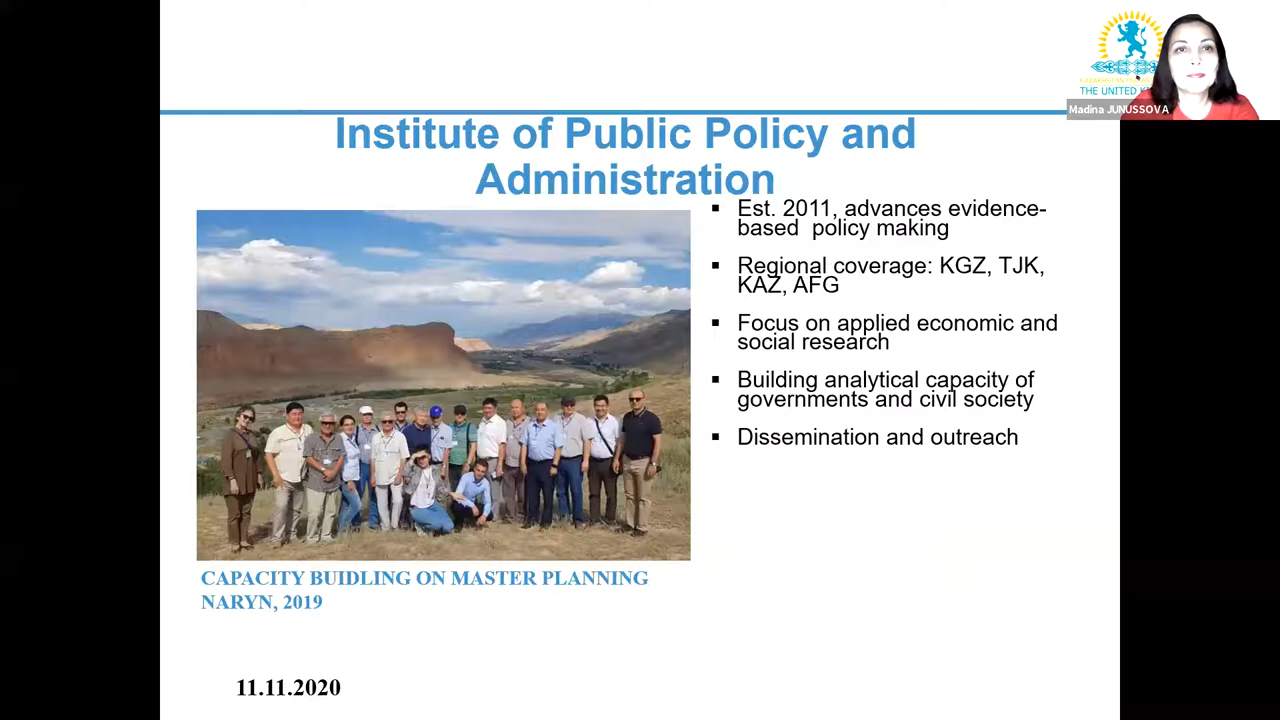 THE UNITED
Madina JUNUSSOVA
Institute of Public Policy and
Administration
▪ Est. 2011, advances evidence-
based policy making
▪ Regional coverage: KGZ, TJK,
KAZ, AFG
▪ Focus on applied economic and
social research
▪ Building analytical capacity of
governments and civil society
▪ Dissemination and outreach
CAPACITY BUIDLING ON MASTER PLANNING
NARYN, 2019
11.11.2020